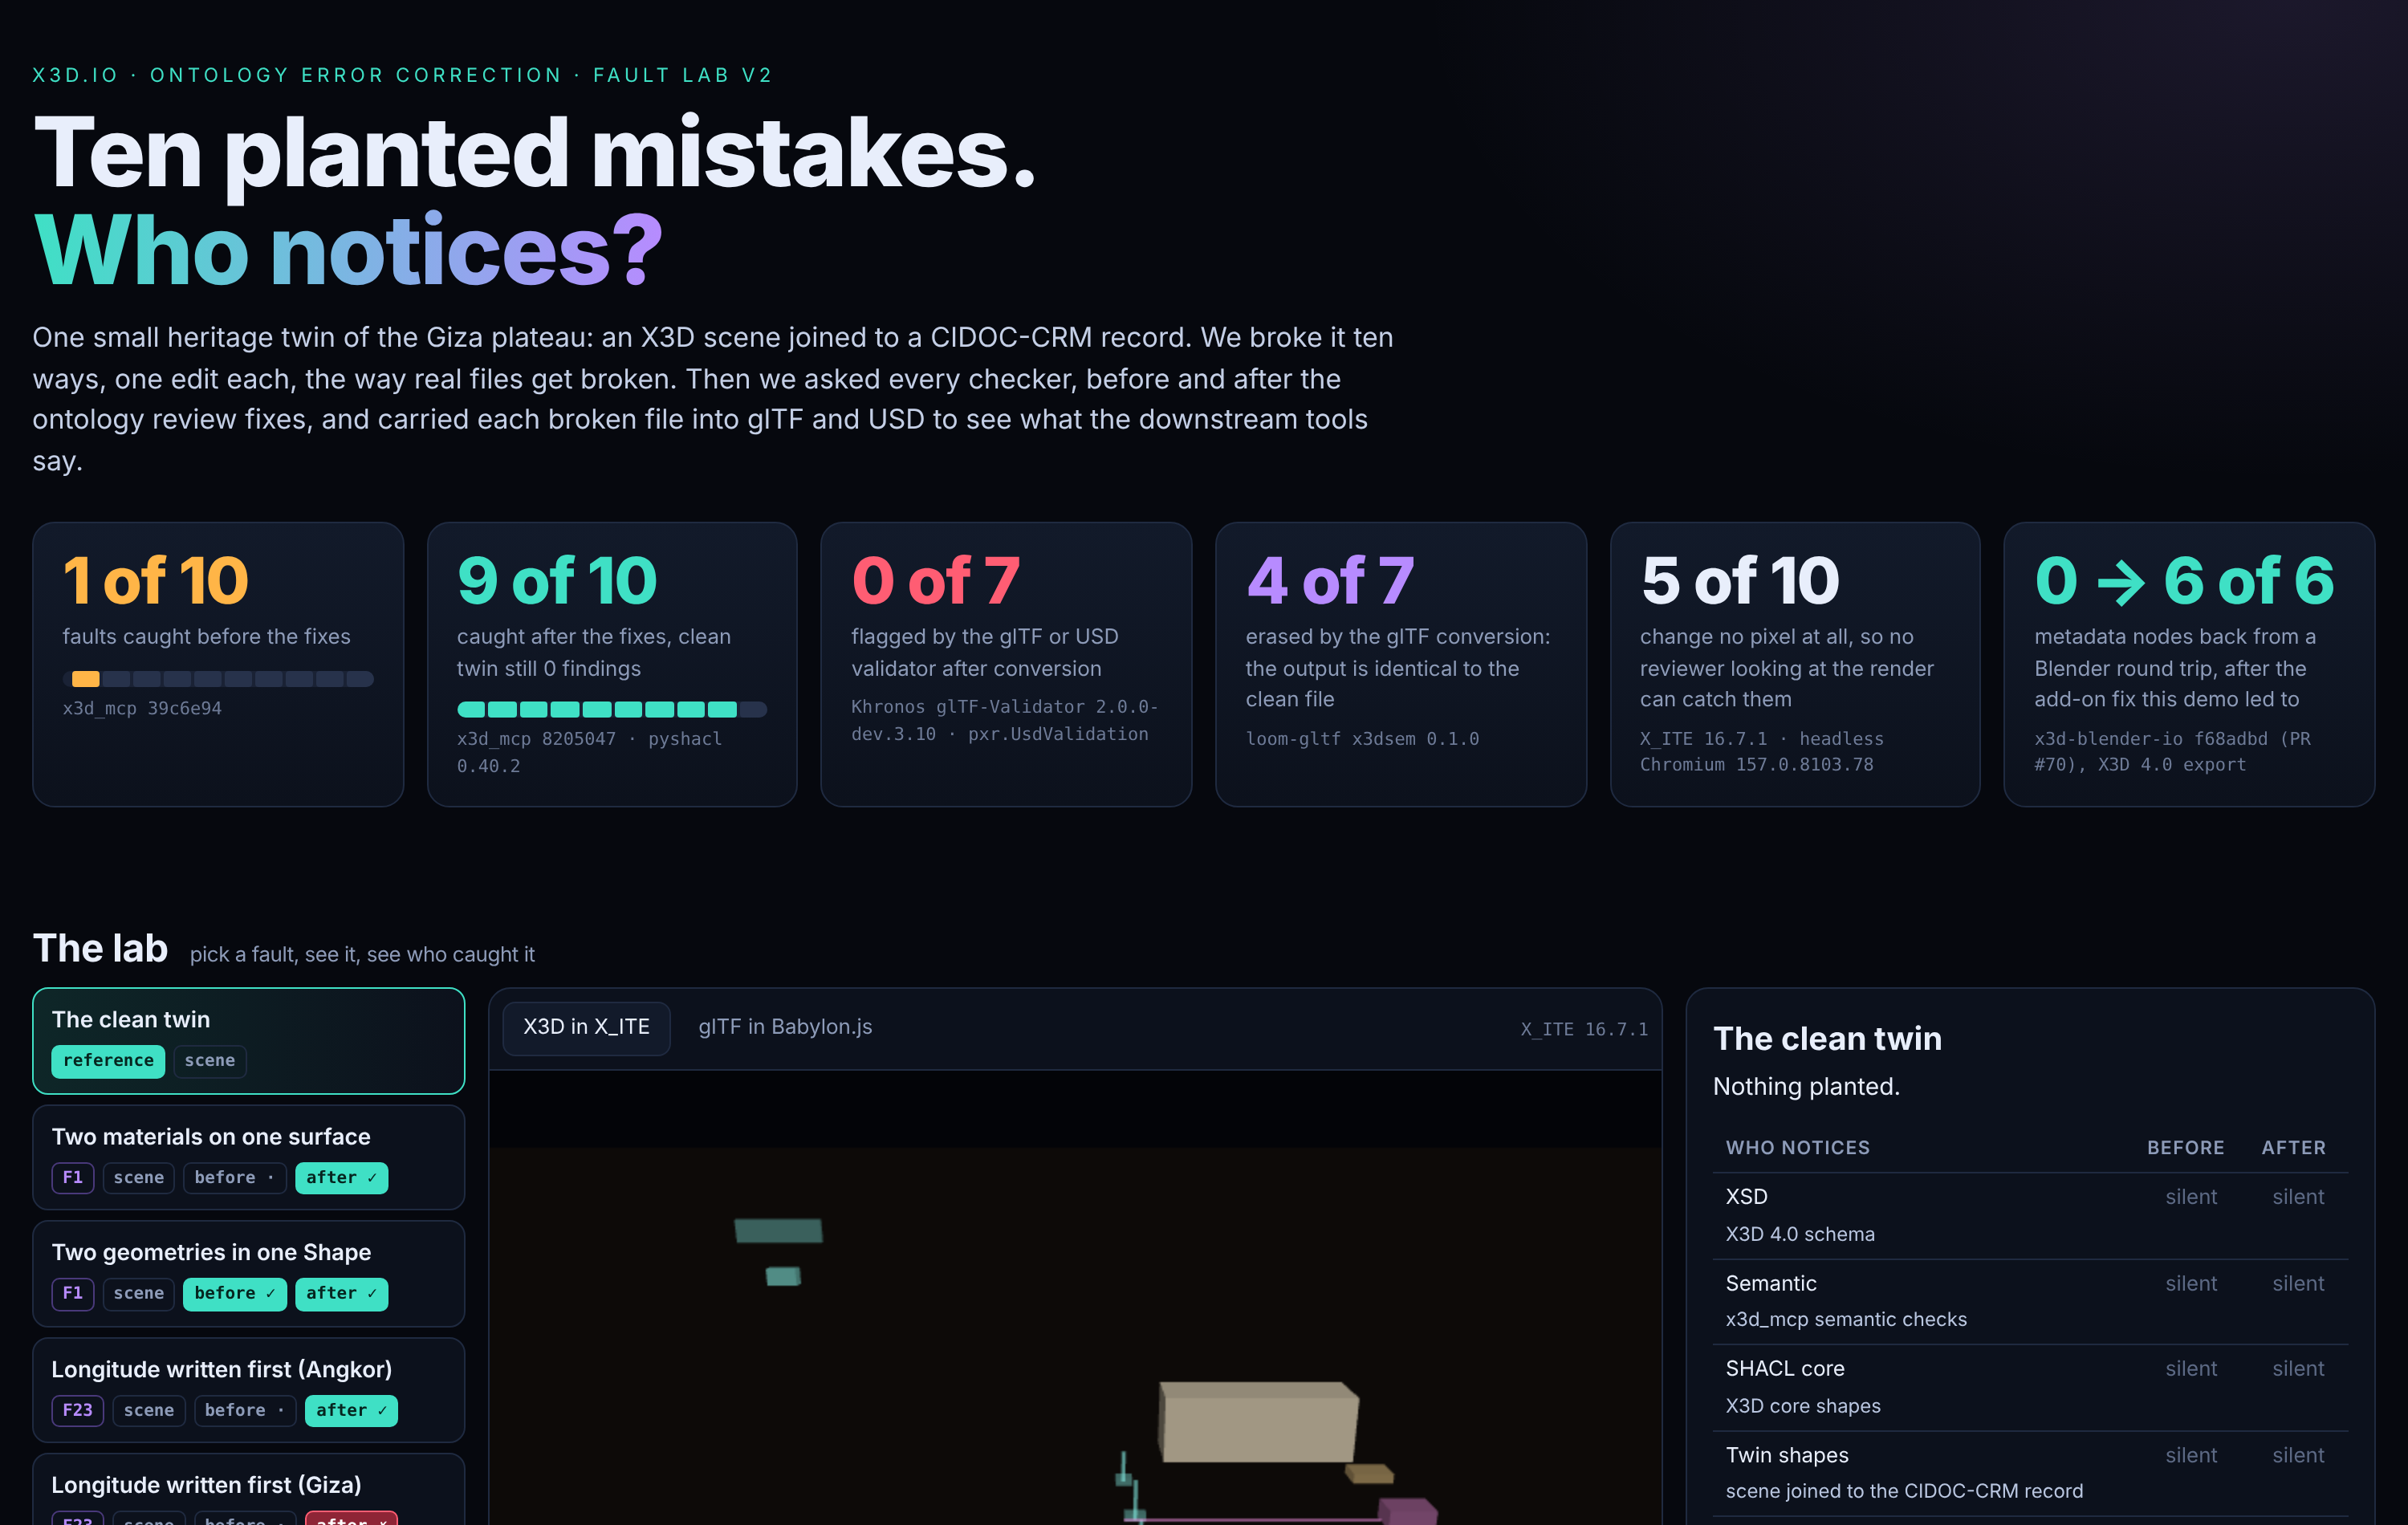 X3D.IO · ONTOLOGY ERROR CORRECTION · FAULT LAB V2
Ten planted mistakes.
Who notices?
One small heritage twin of the Giza plateau: an X3D scene joined to a CIDOC-CRM record. We broke it ten
ways, one edit each, the way real files get broken. Then we asked every checker, before and after the
ontology review fixes, and carried each broken file into glTF and USD to see what the downstream tools
say.
1 of 10
faults caught before the fixes
x3d_mcp 39c6e94
9 of 10
caught after the fixes, clean
twin still 0 findings
x3d_mcp 8205047 · pyshacl
0.40.2
0 of 7
flagged by the glTF or USD
validator after conversion
Khronos glTF-Validator 2.0.0-
dev.3.10 · pxr.UsdValidation
4 of 7
erased by the glTF conversion:
the output is identical to the
clean file
loom-gltf x3dsem 0.1.0
5 of 10
change no pixel at all, so no
reviewer looking at the render
can catch them
X_ITE 16.7.1 · headless
Chromium 157.0.8103.78
0 → 6 of 6
metadata nodes back from a
Blender round trip, after the
add-on fix this demo led to
x3d-blender-io f68adbd (PR
#70), X3D 4.0 export
The lab pick a fault, see it, see who caught it
The clean twin
reference scene
Two materials on one surface
F1 scene before · after ✓
Two geometries in one Shape
F1 scene before ✓ after ✓
Longitude written first (Angkor)
F23 scene before · after ✓
Longitude written first (Giza)
F23 scene before · after ✗
X3D in X_ITE glTF in Babylon.js X_ITE 16.7.1
The clean twin
Nothing planted.
WHO NOTICES BEFORE AFTER
XSD silent silent
X3D 4.0 schema
Semantic silent silent
x3d_mcp semantic checks
SHACL core silent silent
X3D core shapes
Twin shapes silent silent
scene joined to the CIDOC-CRM record